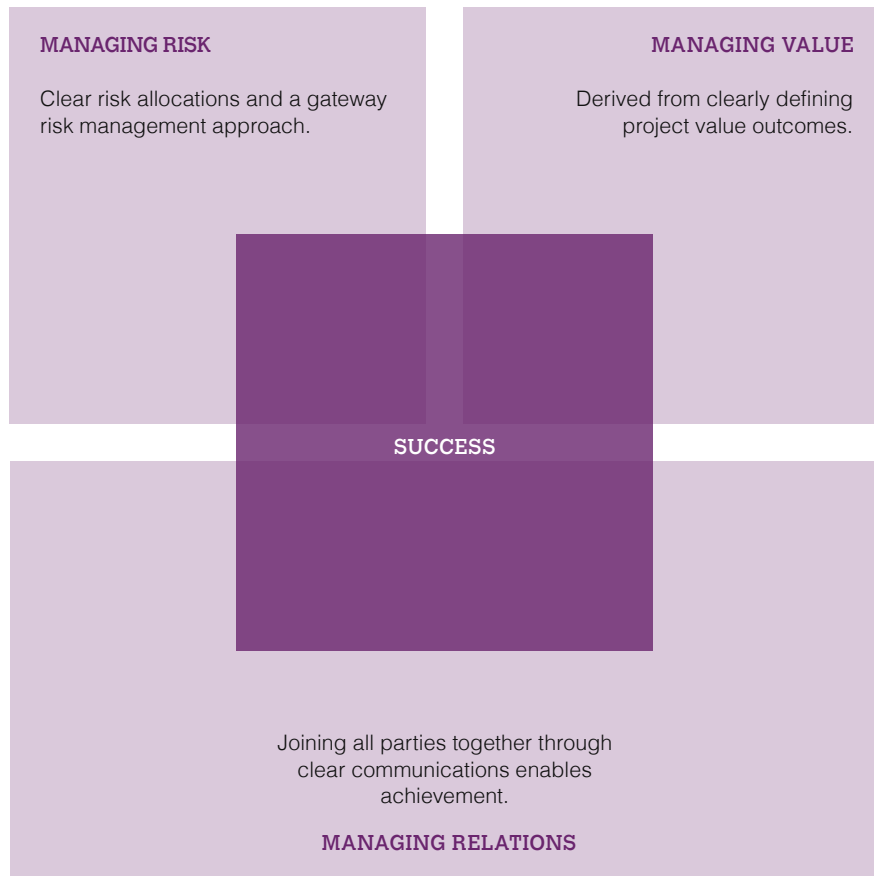 MANAGING RISK
Clear risk allocations and a gateway
risk management approach.
MANAGING VALUE
Derived from clearly defining
project value outcomes.
SUCCESS
Joining all parties together through
clear communications enables
achievement.
MANAGING RELATIONS